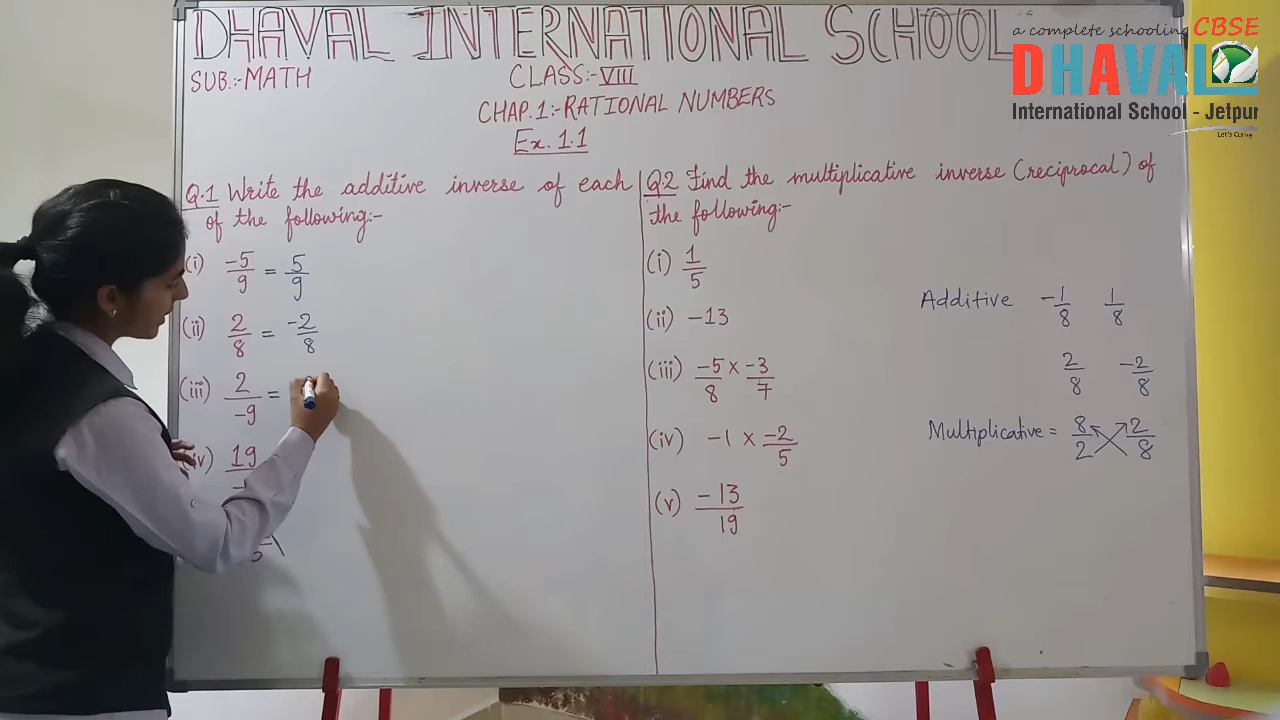 DHAVAL INTERNATIONAL SCHOOL
a complete schooling CBSE
DHAVAL
International School - Jetpur
Let's Curve
SUB.:- MATH
CLASS:- VIII
CHAP.1:- RATIONAL NUMBERS
Ex. 1.1
Q.1 Write the additive inverse of each
of the following:-
(i) -5/9 = 5/9
(ii) 2/8 = -2/8
(iii) 2/-9 =
19
Q.2 Find the multiplicative inverse (reciprocal) of
the following:-
(i) 1/5
(ii) -13
(iii) -5/8 × -3/7
(iv) -1 × -2/5
(v) -13/19
Additive -1/8 1/8
2/8 -2/8
Multiplicative = 8/2 2/8